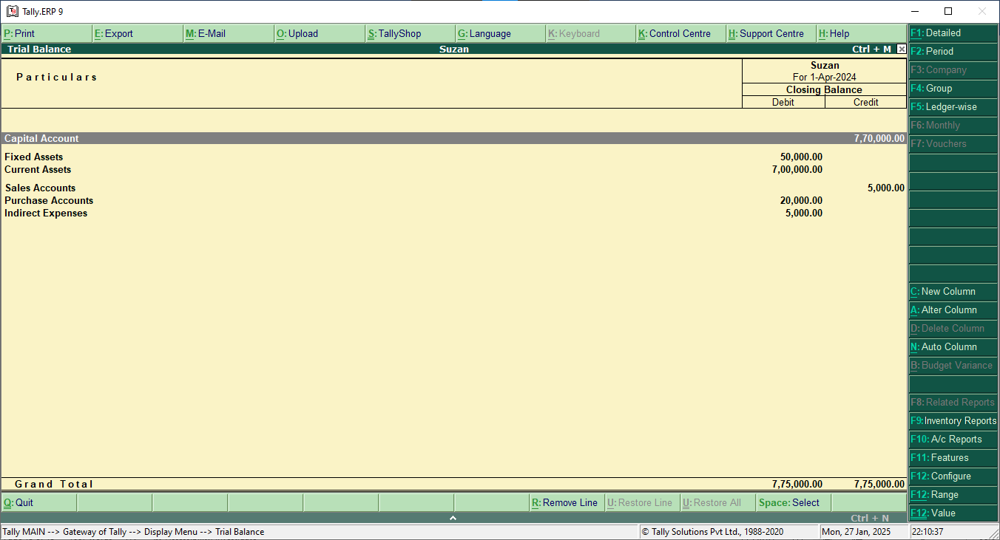 Tally.ERP 9
P: Print E: Export M: E-Mail O: Upload S: TallyShop G: Language K: Keyboard K: Control Centre H: Support Centre H: Help
Trial Balance Suzan Ctrl + M
Particulars
Suzan
For 1-Apr-2024
Closing Balance
Debit Credit
Capital Account 7,70,000.00
Fixed Assets 50,000.00
Current Assets 7,00,000.00
Sales Accounts 5,000.00
Purchase Accounts 20,000.00
Indirect Expenses 5,000.00
Grand Total 7,75,000.00 7,75,000.00
Q: Quit R: Remove Line U: Restore Line U: Restore All Space: Select
Ctrl + N
Tally MAIN --> Gateway of Tally --> Display Menu --> Trial Balance © Tally Solutions Pvt Ltd., 1988-2020 Mon, 27 Jan, 2025 22:10:37
F1: Detailed
F2: Period
F3: Company
F4: Group
F5: Ledger-wise
F6: Monthly
F7: Vouchers
C: New Column
A: Alter Column
D: Delete Column
N: Auto Column
B: Budget Variance
F8: Related Reports
F9: Inventory Reports
F10: A/c Reports
F11: Features
F12: Configure
F12: Range
F12: Value